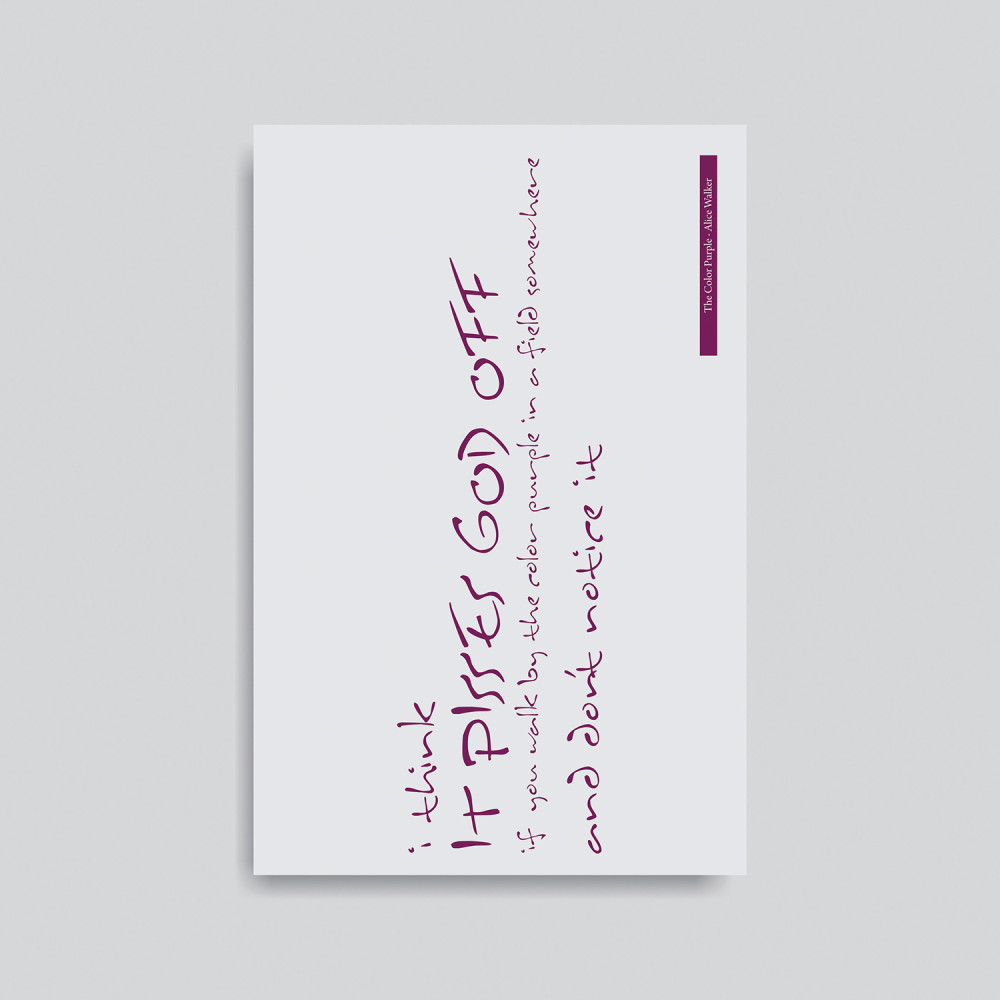 i think
IT PISSES GOD OFF
if you walk by the color purple in a field somewhere
and don't notice it
The Color Purple - Alice Walker